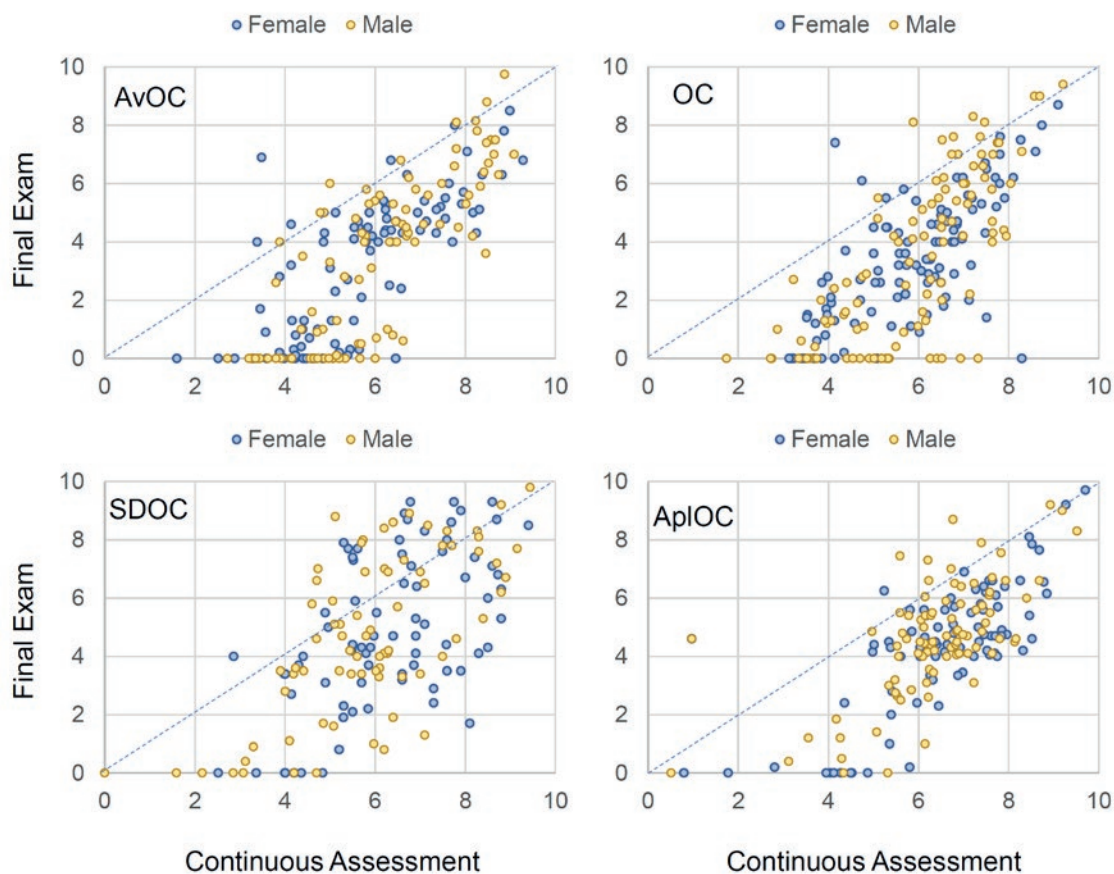 Female Male Female Male
10 10
AvOC OC
8 8
6 6
4 4
2 2
0 0
0 2 4 6 8 10 0 2 4 6 8 10
Final Exam
Female Male Female Male
10 10
SDOC AplOC
8 8
6 6
4 4
2 2
0 0
0 2 4 6 8 10 0 2 4 6 8 10
Final Exam
Continuous Assessment Continuous Assessment